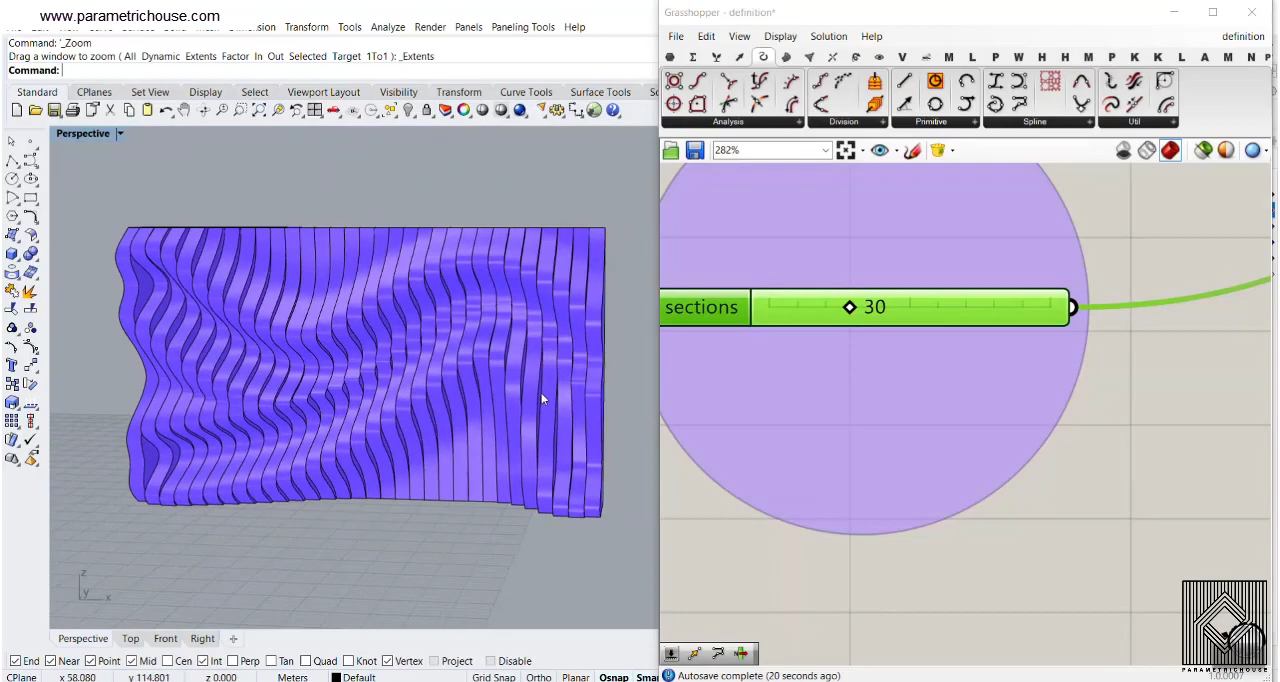 www.parametrichouse.com
Transform Tools Analyze Render Panels Paneling Tools Help
Command: '_Zoom
Drag a window to zoom ( All Dynamic Extents Factor In Out Selected Target 1To1 ): _Extents
Command:
Standard CPlanes Set View Display Select Viewport Layout Visibility Transform Curve Tools Surface Tools
Perspective
z
y
x
Perspective Top Front Right
End Near Point Mid Cen Int Perp Tan Quad Knot Vertex Project Disable
CPlane x 58.080 y 114.801 z 0.000 Meters Default Grid Snap Ortho Planar Osnap
Grasshopper - definition*
File Edit View Display Solution Help definition
V M L P W H H M P K K L A M N P
Analysis Division Primitive Spline Util
282%
sections 30
PARAMETRICHOUSE
Autosave complete (20 seconds ago)
1.0.0007